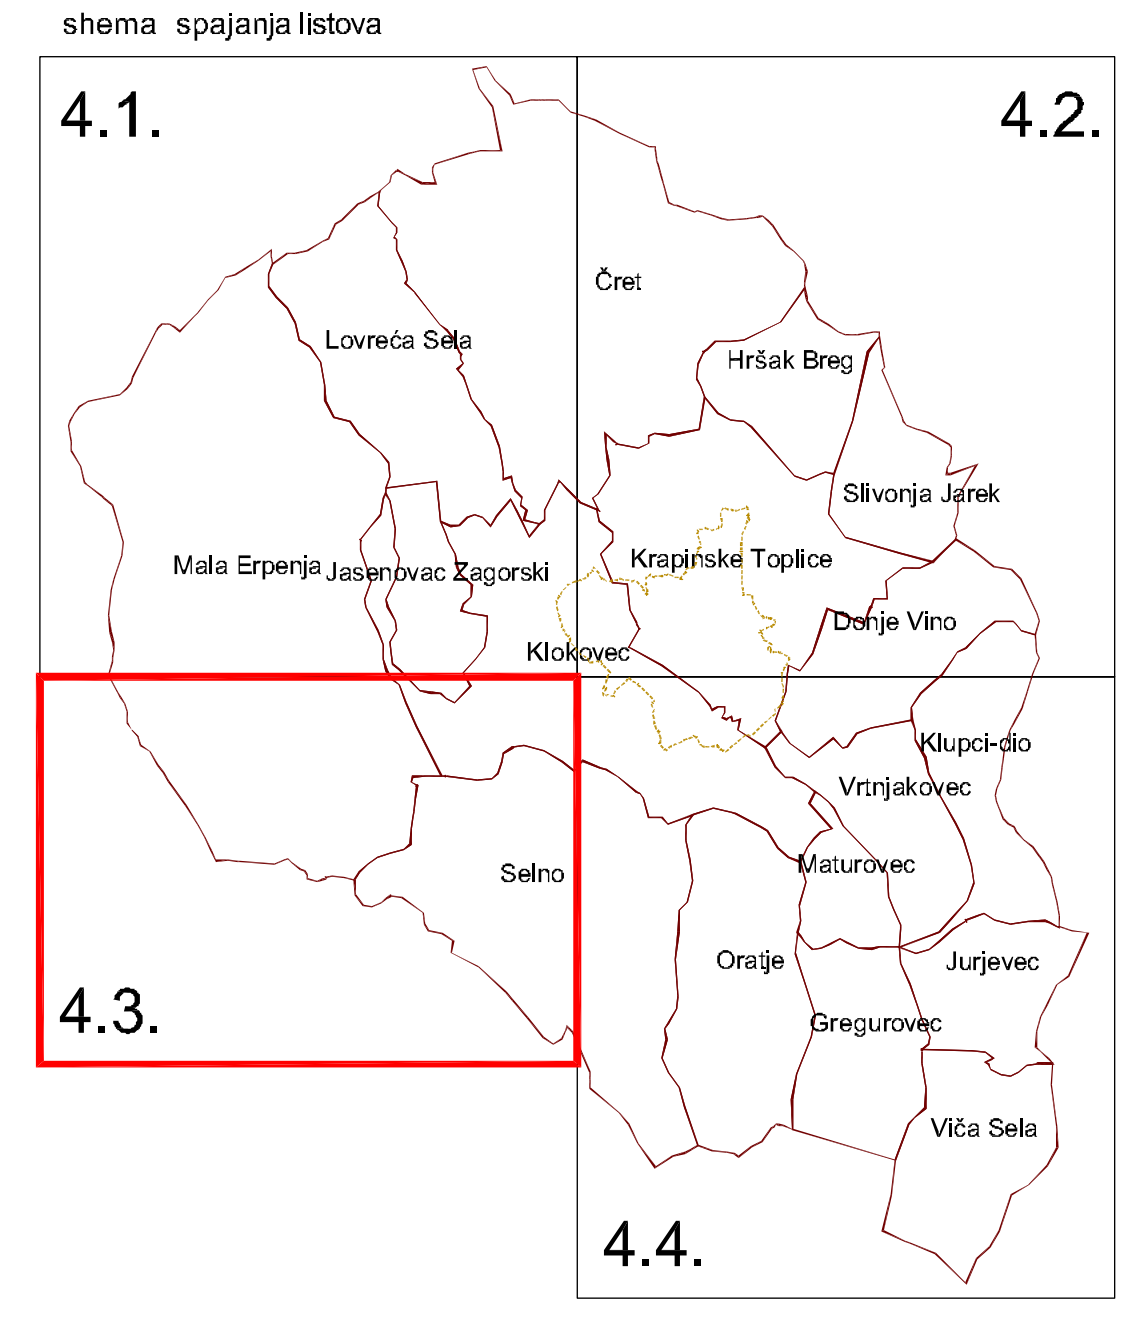 shema spajanja listova
4.1.
4.2.
Čret
Lovreća Sela
Hršak Breg
Slivonja Jarek
Mala Erpenja
Jasenovac Zagorski
Krapinske Toplice
Donje Vino
Klokovec
Klupci-dio
Vrtnjakovec
Maturovec
Selno
Oratje
Jurjevec
4.3.
Gregurovec
Viča Sela
4.4.